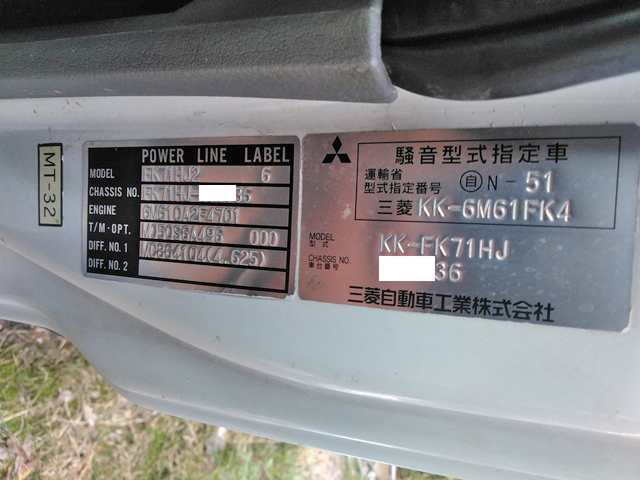 MT-32
POWER LINE LABEL
MODEL FK71HJ2 6
CHASSIS NO. FK71HJ-
ENGINE 6M610A2E4701
T/M·OPT. 000
DIFF. NO. 1 (4.625)
DIFF. NO. 2
騒音型式指定車
運輸省
型式指定番号 自N-51
三菱 KK-6M61FK4
MODEL
型式 KK-FK71HJ
CHASSIS NO.
車台番号 36
三菱自動車工業株式会社